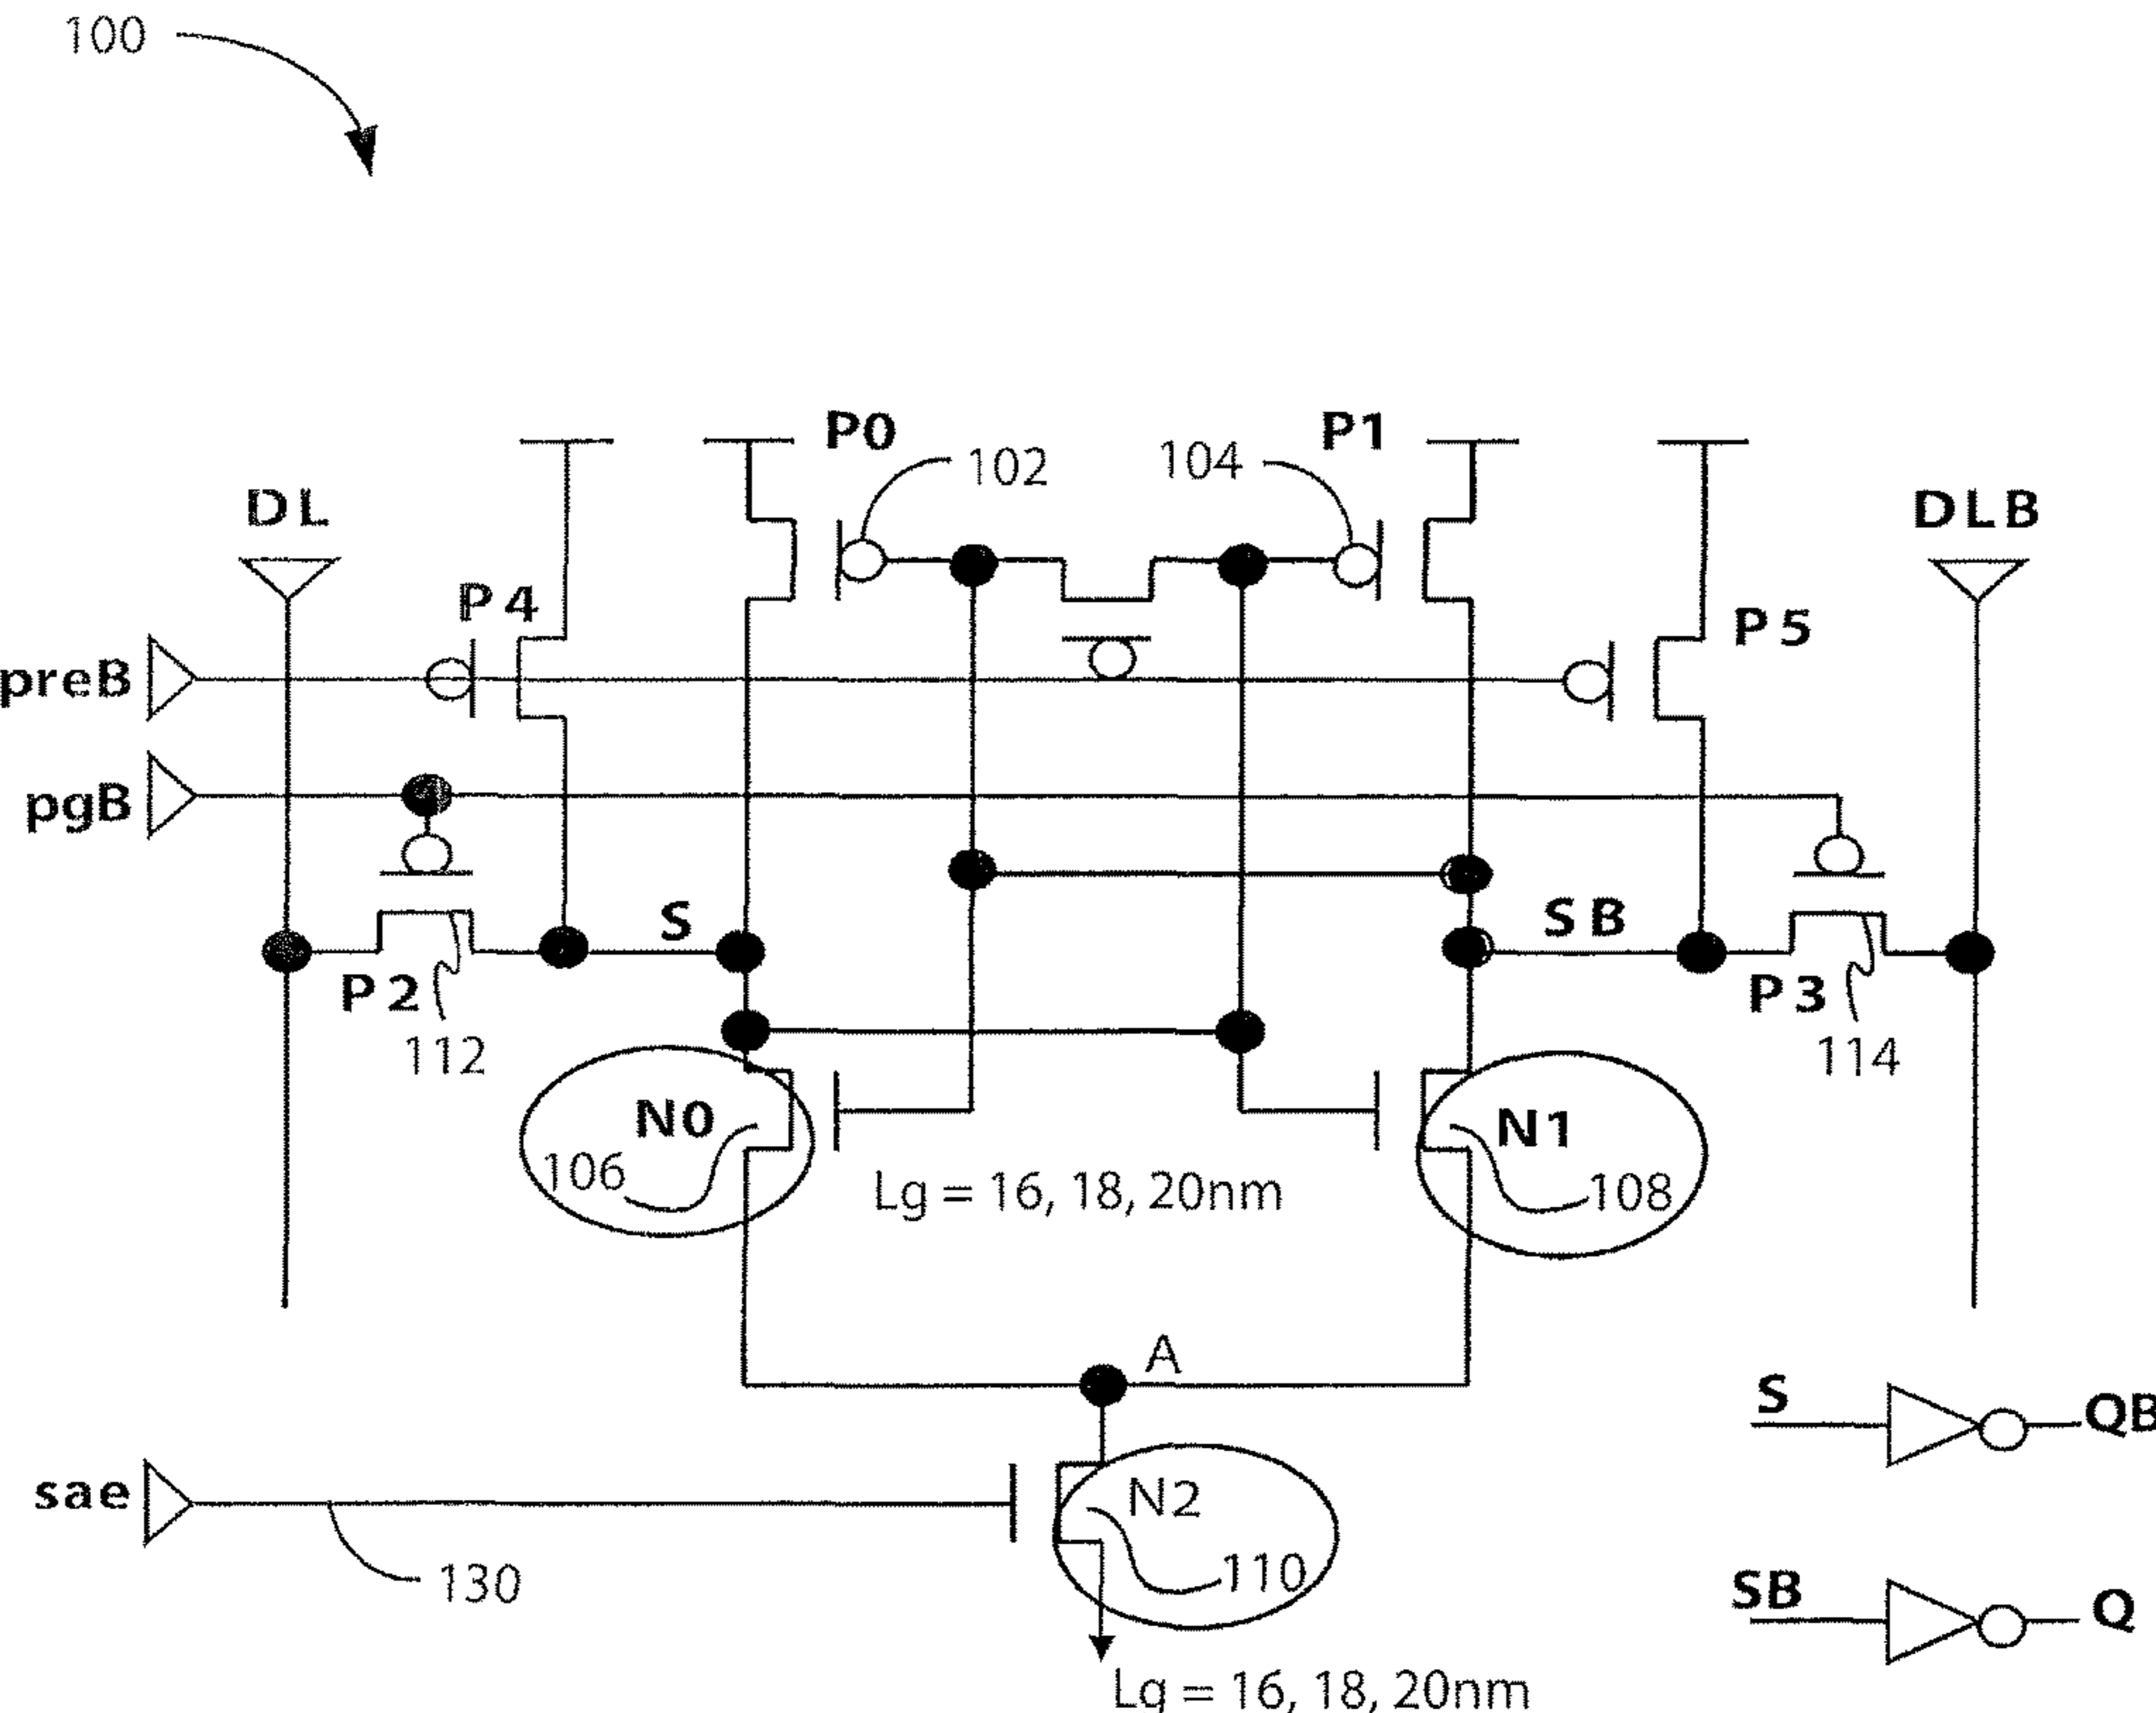 100
P0
P1
102
104
DL
DLB
P4
P5
preB
pgB
S
SB
P2
P3
112
114
N0
N1
106
108
Lg = 16, 18, 20nm
A
S
QB
sae
N2
130
110
SB
Q
Lg = 16, 18, 20nm